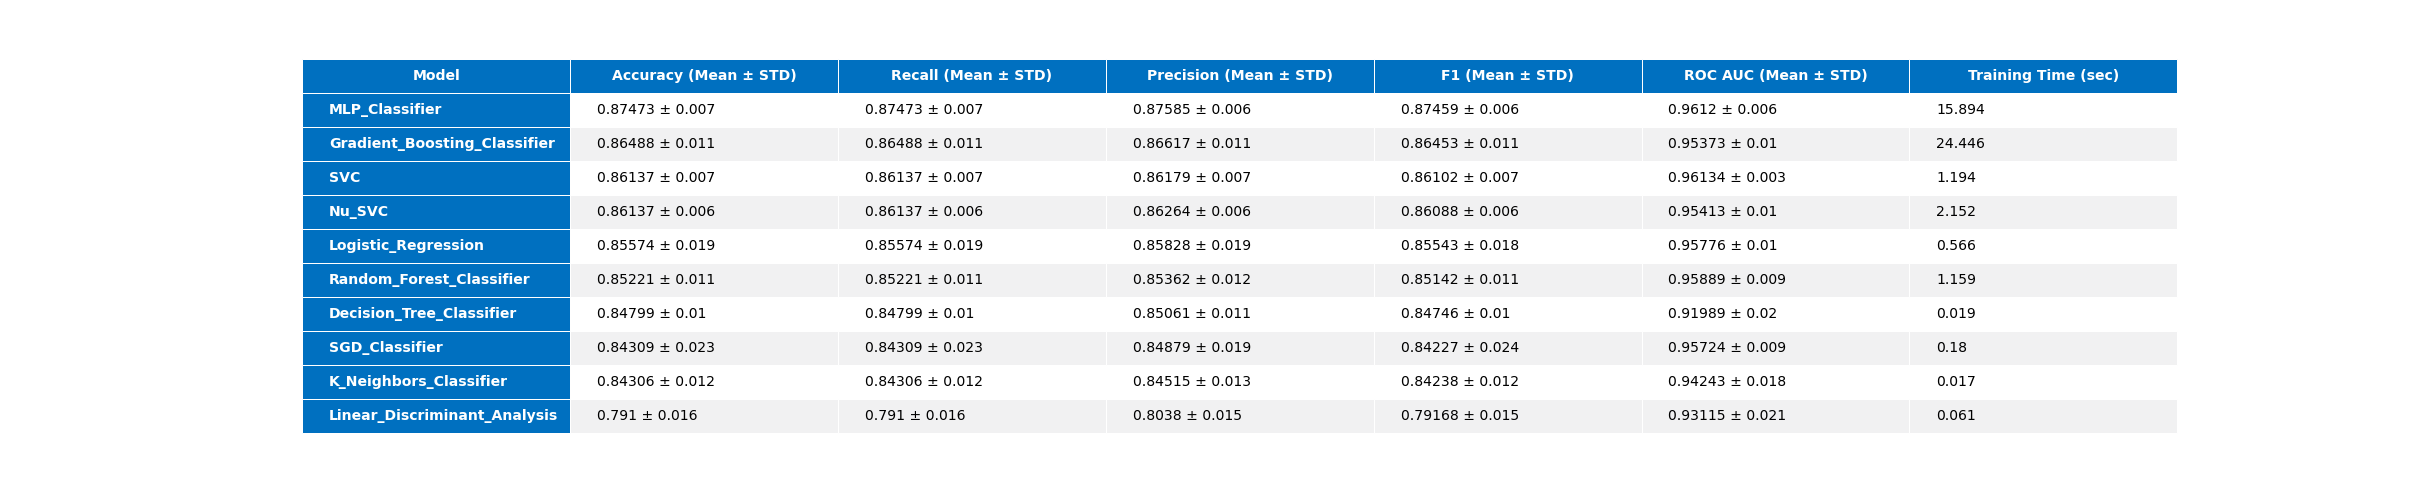 Model Accuracy (Mean ± STD) Recall (Mean ± STD) Precision (Mean ± STD) F1 (Mean ± STD) ROC AUC (Mean ± STD) Training Time (sec)
MLP_Classifier 0.87473 ± 0.007 0.87473 ± 0.007 0.87585 ± 0.006 0.87459 ± 0.006 0.9612 ± 0.006 15.894
Gradient_Boosting_Classifier 0.86488 ± 0.011 0.86488 ± 0.011 0.86617 ± 0.011 0.86453 ± 0.011 0.95373 ± 0.01 24.446
SVC 0.86137 ± 0.007 0.86137 ± 0.007 0.86179 ± 0.007 0.86102 ± 0.007 0.96134 ± 0.003 1.194
Nu_SVC 0.86137 ± 0.006 0.86137 ± 0.006 0.86264 ± 0.006 0.86088 ± 0.006 0.95413 ± 0.01 2.152
Logistic_Regression 0.85574 ± 0.019 0.85574 ± 0.019 0.85828 ± 0.019 0.85543 ± 0.018 0.95776 ± 0.01 0.566
Random_Forest_Classifier 0.85221 ± 0.011 0.85221 ± 0.011 0.85362 ± 0.012 0.85142 ± 0.011 0.95889 ± 0.009 1.159
Decision_Tree_Classifier 0.84799 ± 0.01 0.84799 ± 0.01 0.85061 ± 0.011 0.84746 ± 0.01 0.91989 ± 0.02 0.019
SGD_Classifier 0.84309 ± 0.023 0.84309 ± 0.023 0.84879 ± 0.019 0.84227 ± 0.024 0.95724 ± 0.009 0.18
K_Neighbors_Classifier 0.84306 ± 0.012 0.84306 ± 0.012 0.84515 ± 0.013 0.84238 ± 0.012 0.94243 ± 0.018 0.017
Linear_Discriminant_Analysis 0.791 ± 0.016 0.791 ± 0.016 0.8038 ± 0.015 0.79168 ± 0.015 0.93115 ± 0.021 0.061